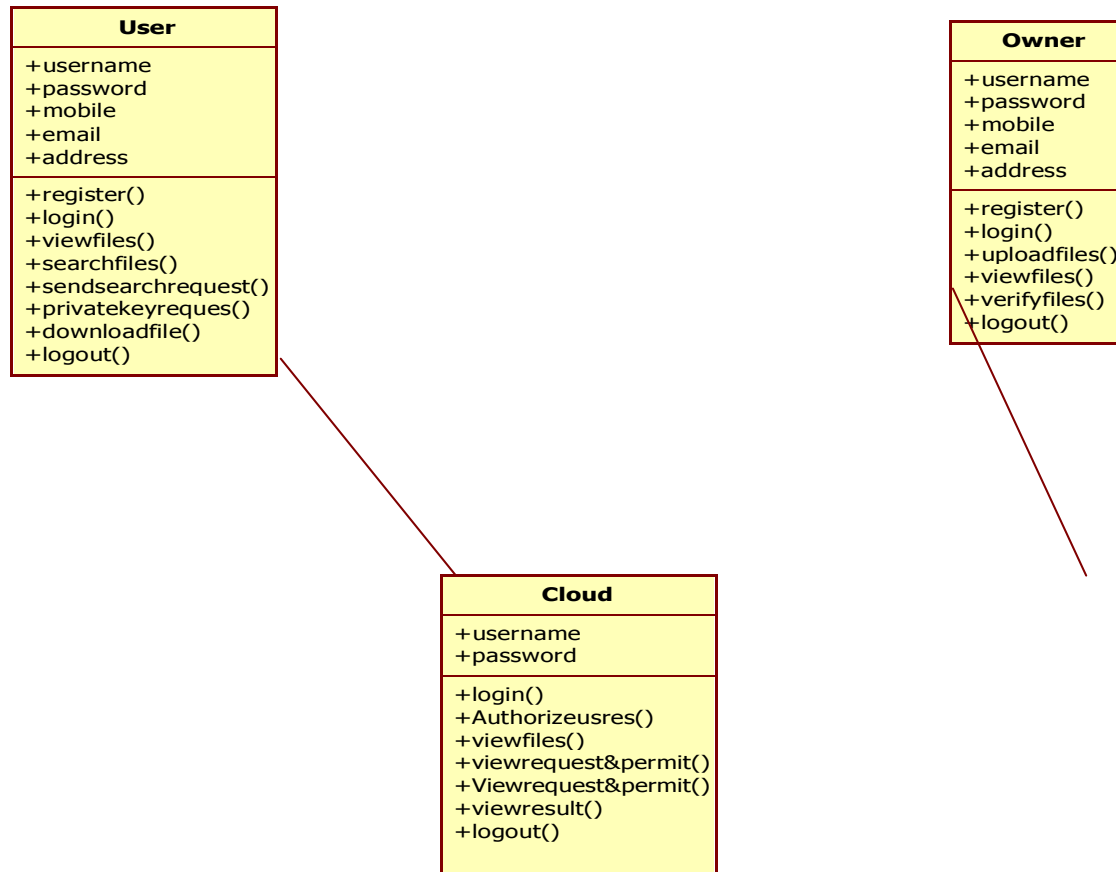 User
+username
+password
+mobile
+email
+address
+register()
+login()
+viewfiles()
+searchfiles()
+sendsearchrequest()
+privatekeyreques()
+downloadfile()
+logout()
Owner
+username
+password
+mobile
+email
+address
+register()
+login()
+uploadfiles()
+viewfiles()
+verifyfiles()
+logout()
Cloud
+username
+password
+login()
+Authorizeusres()
+viewfiles()
+viewrequest&permit()
+Viewrequest&permit()
+viewresult()
+logout()